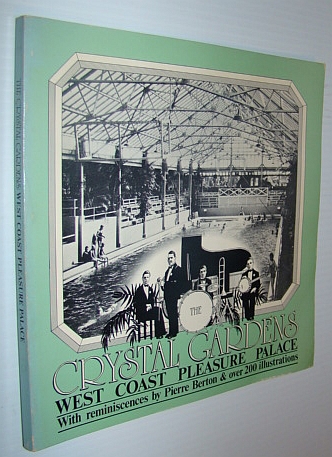 THE CRYSTAL GARDENS WEST COAST PLEASURE PALACE
THE
CRYSTAL GARDENS
WEST COAST PLEASURE PALACE
With reminiscences by Pierre Berton & over 200 illustrations